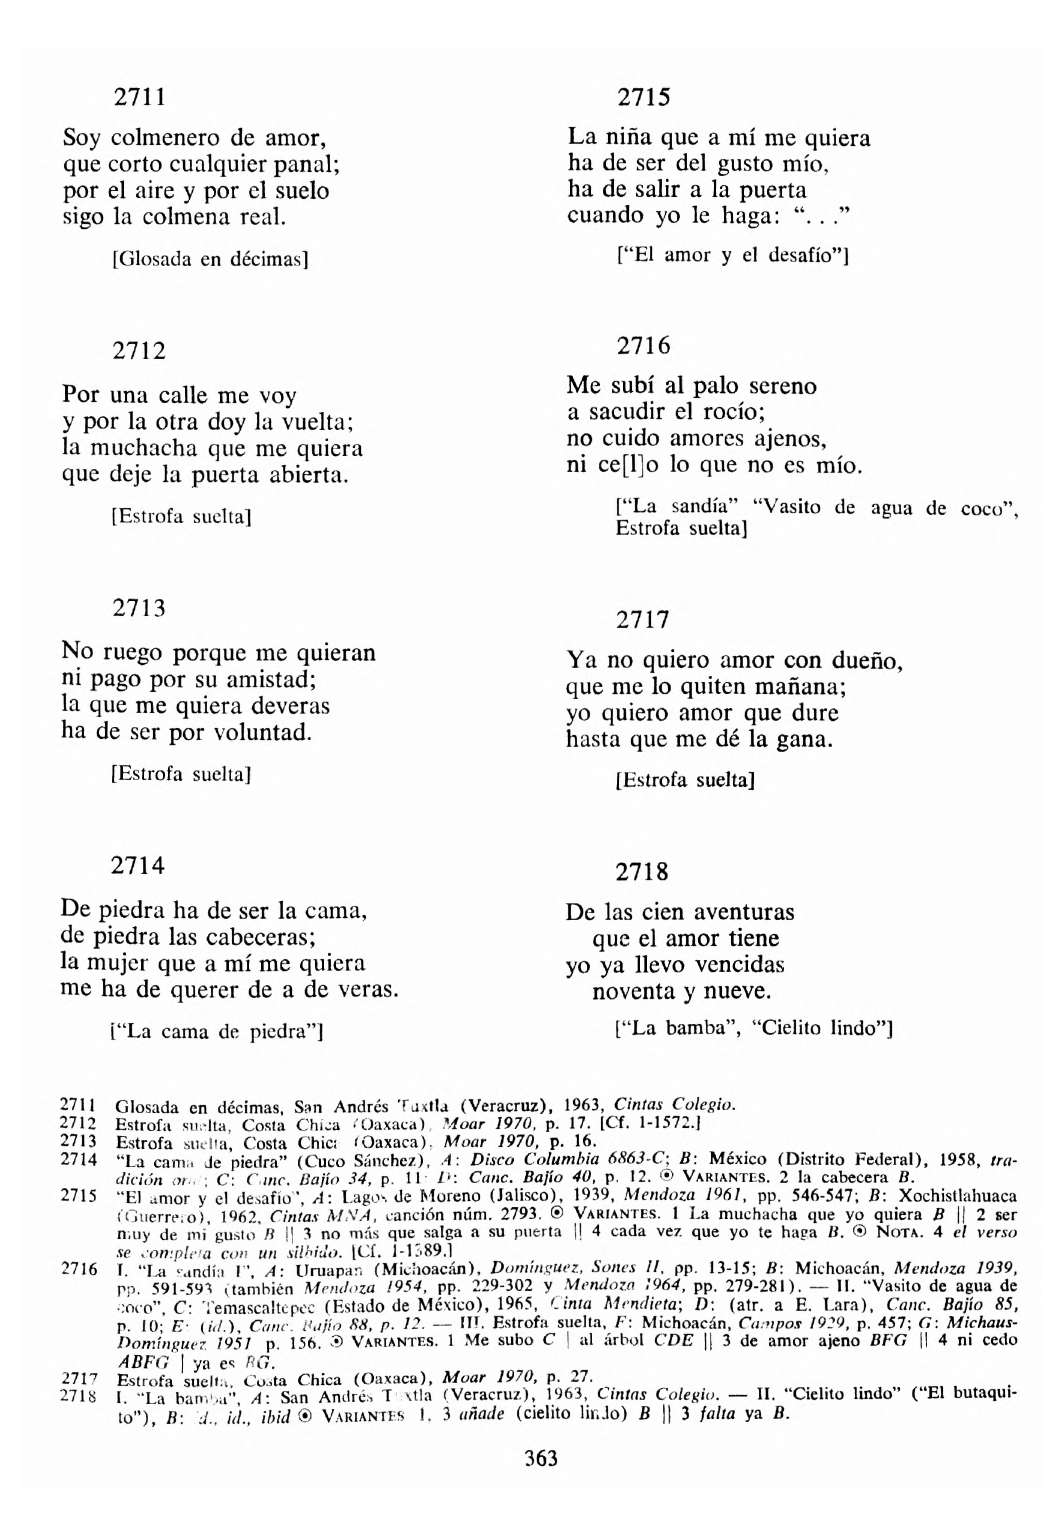 2711
Soy colmenero de amor,
que corto cualquier panal;
por el aire y por el suelo
sigo la colmena real.
[Glosada en décimas]
2712
Por una calle me voy
y por la otra doy la vuelta;
la muchacha que me quiera
que deje la puerta abierta.
[Estrofa suelta]
2713
No ruego porque me quieran
ni pago por su amistad;
la que me quiera deveras
ha de ser por voluntad.
[Estrofa suelta]
2714
De piedra ha de ser la cama,
de piedra las cabeceras;
la mujer que a mí me quiera
me ha de querer de a de veras.
["La cama de piedra"]
2715
La niña que a mí me quiera
ha de ser del gusto mío,
ha de salir a la puerta
cuando yo le haga: ". . ."
["El amor y el desafío"]
2716
Me subí al palo sereno
a sacudir el rocío;
no cuido amores ajenos,
ni ce[l]o lo que no es mío.
["La sandía" "Vasito de agua de coco",
Estrofa suelta]
2717
Ya no quiero amor con dueño,
que me lo quiten mañana;
yo quiero amor que dure
hasta que me dé la gana.
[Estrofa suelta]
2718
De las cien aventuras
que el amor tiene
yo ya llevo vencidas
noventa y nueve.
["La bamba", "Cielito lindo"]
2711 Glosada en décimas, San Andrés Tuxtla (Veracruz), 1963, Cintas Colegio.
2712 Estrofa suelta, Costa Chica (Oaxaca), Moar 1970, p. 17. [Cf. 1-1572.]
2713 Estrofa suelta, Costa Chica (Oaxaca), Moar 1970, p. 16.
2714 "La cama de piedra" (Cuco Sánchez), A: Disco Columbia 6863-C; B: México (Distrito Federal), 1958, tra-
dición ; C: Canc. Bajío 34, p. 11 D: Canc. Bajío 40, p. 12. ⊙ VARIANTES. 2 la cabecera B.
2715 "El amor y el desafío", A: Lagos de Moreno (Jalisco), 1939, Mendoza 1961, pp. 546-547; B: Xochistlahuaca
(Guerrero), 1962, Cintas MNA, canción núm. 2793. ⊙ VARIANTES. 1 La muchacha que yo quiera B || 2 ser
muy de mi gusto B || 3 no más que salga a su puerta || 4 cada vez que yo te haga B. ⊙ NOTA. 4 el verso
se completa con un silbido. [Cf. 1-1589.]
2716 I. "La sandía I", A: Uruapan (Michoacán), Domínguez, Sones II, pp. 13-15; B: Michoacán, Mendoza 1939,
pp. 591-593 (también Mendoza 1954, pp. 229-302 y Mendoza 1964, pp. 279-281). — II. "Vasito de agua de
coco", C: Temascaltepec (Estado de México), 1965, Cinta Mendieta; D: (atr. a E. Lara), Canc. Bajío 85,
p. 10; E: (id.), Canc. Bajío 88, p. 12. — III. Estrofa suelta, F: Michoacán, Campos 1929, p. 457; G: Michaus-
Domínguez 1951 p. 156. ⊙ VARIANTES. 1 Me subo C | al árbol CDE || 3 de amor ajeno BFG || 4 ni cedo
ABFG | ya es BG.
2717 Estrofa suelta, Costa Chica (Oaxaca), Moar 1970, p. 27.
2718 I. "La bamba", A: San Andrés Tuxtla (Veracruz), 1963, Cintas Colegio. — II. "Cielito lindo" ("El butaqui-
to"), B: id., id., ibid ⊙ VARIANTES 1. 3 añade (cielito lindo) B || 3 falta ya B.
363